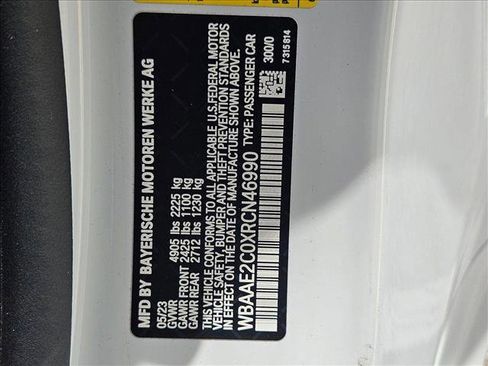 MFD BY BAYERISCHE MOTOREN WERKE AG
05/23
GVWR 4905 lbs 2225 kg
GAWR FRONT 2425 lbs 1100 kg
GAWR REAR 2712 lbs 1230 kg
THIS VEHICLE CONFORMS TO ALL APPLICABLE U.S. FEDERAL MOTOR
VEHICLE SAFETY, BUMPER AND THEFT PREVENTION STANDARDS
IN EFFECT ON THE DATE OF MANUFACTURE SHOWN ABOVE.
WBAAE2C0XRCN46990 TYPE: PASSENGER CAR
300/0
7315814